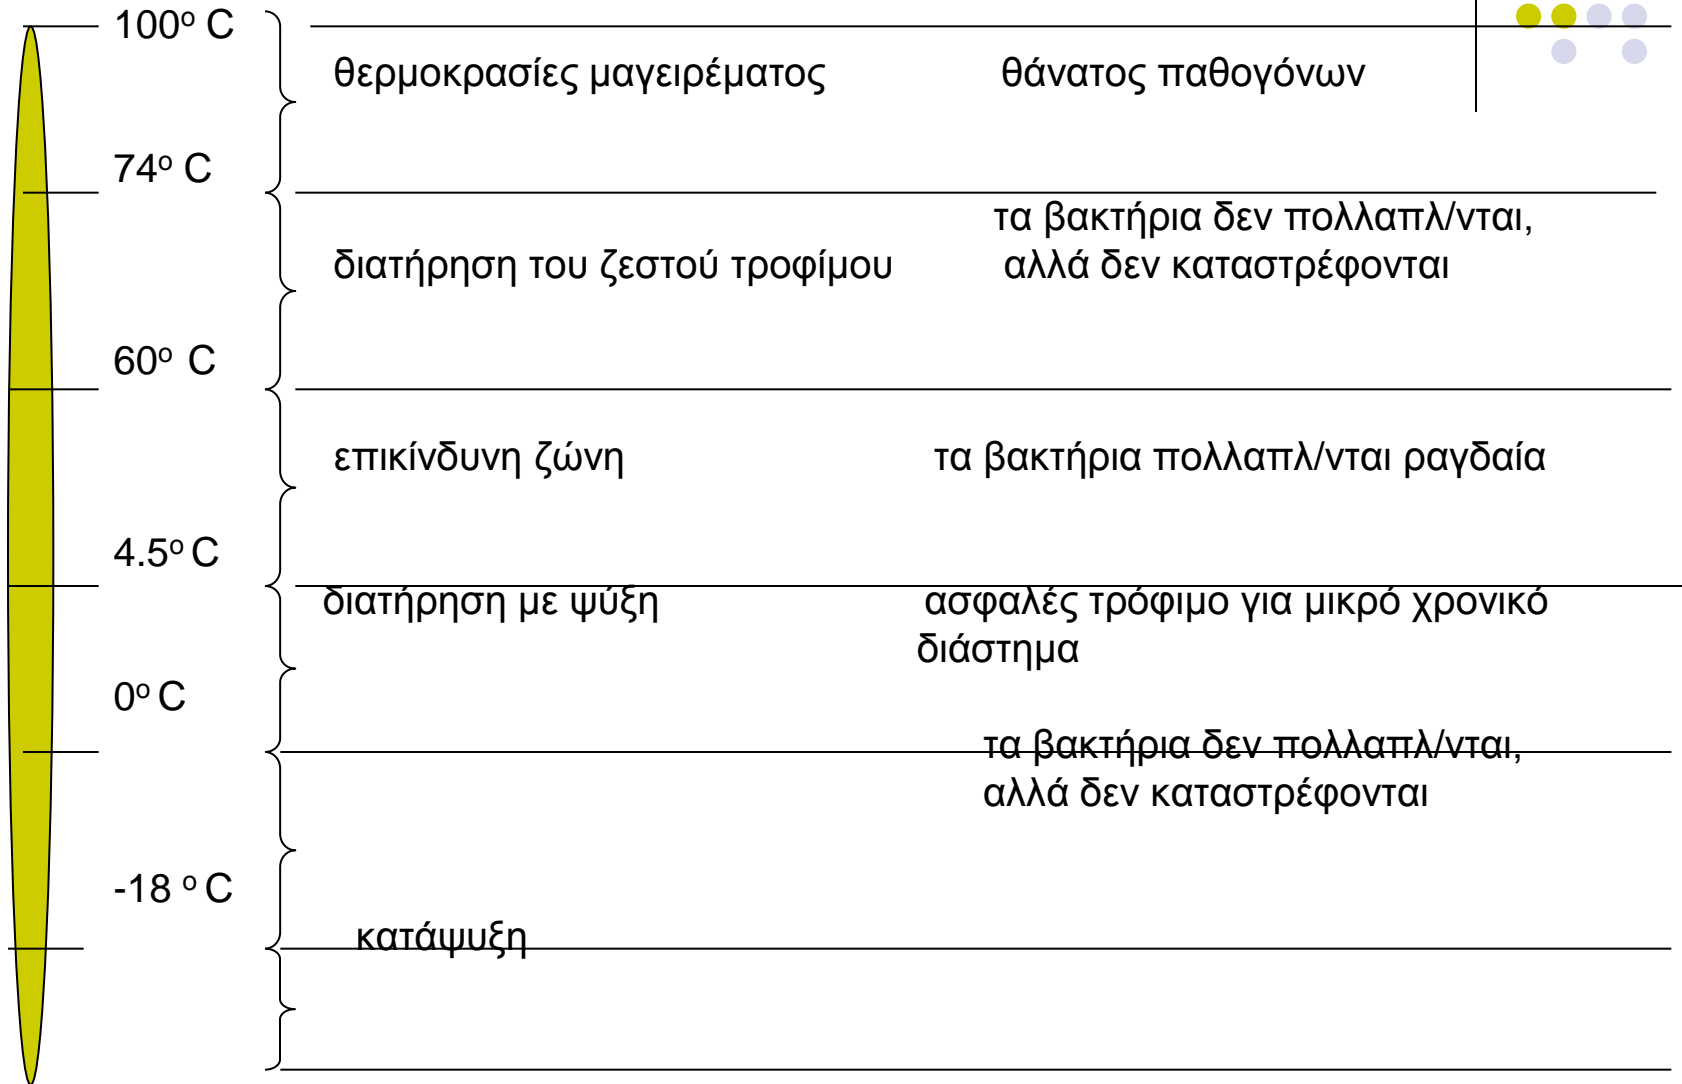 100º C
θερμοκρασίες μαγειρέματος θάνατος παθογόνων
74º C
τα βακτήρια δεν πολλαπλ/νται,
διατήρηση του ζεστού τροφίμου αλλά δεν καταστρέφονται
60º C
επικίνδυνη ζώνη τα βακτήρια πολλαπλ/νται ραγδαία
4.5º C
διατήρηση με ψύξη ασφαλές τρόφιμο για μικρό χρονικό
διάστημα
0º C
τα βακτήρια δεν πολλαπλ/νται,
αλλά δεν καταστρέφονται
-18 º C
κατάψυξη